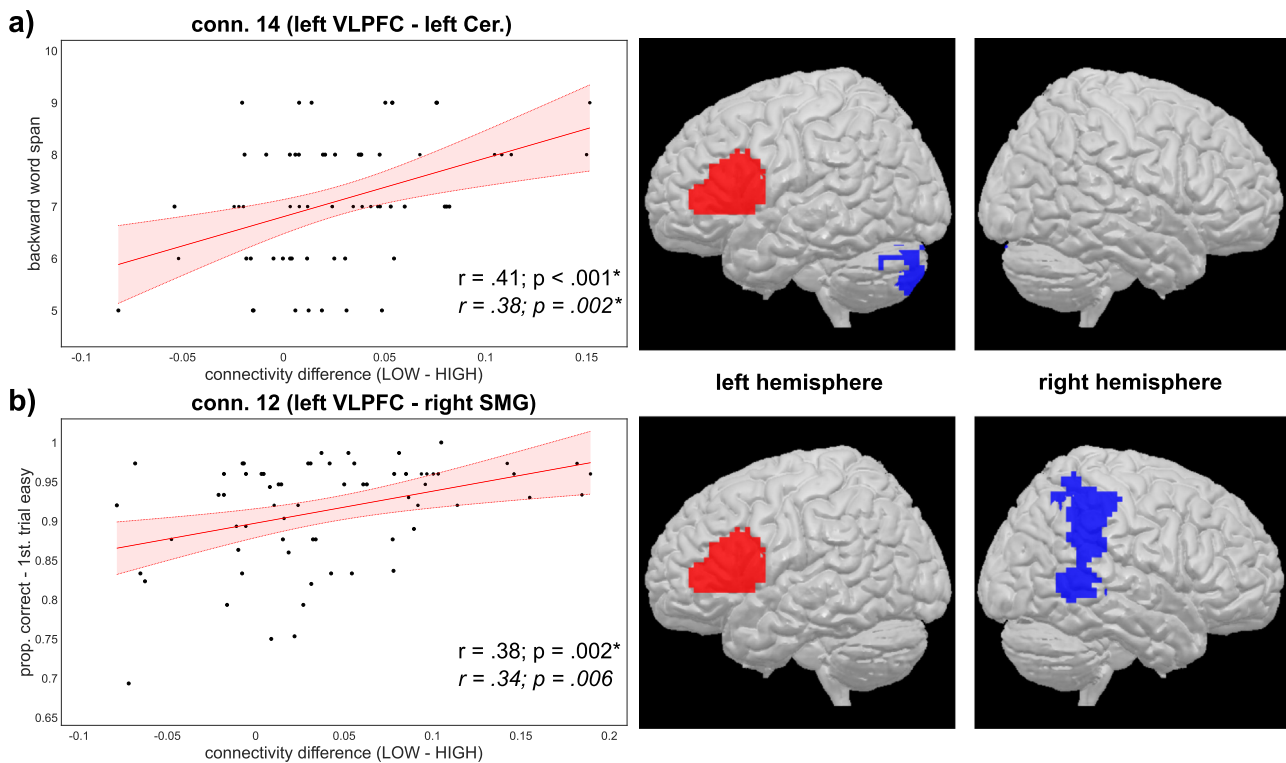 a)
conn. 14 (left VLPFC - left Cer.)
10
9
8
7
6
5
backward word span
r = .41; p < .001*
r = .38; p = .002*
-0.1
-0.05
0
0.05
0.1
0.15
connectivity difference (LOW - HIGH)
left hemisphere
right hemisphere
b)
conn. 12 (left VLPFC - right SMG)
1
0.95
0.9
0.85
0.8
0.75
0.7
0.65
prop. correct - 1st. trial easy
r = .38; p = .002*
r = .34; p = .006
-0.1
-0.05
0
0.05
0.1
0.15
0.2
connectivity difference (LOW - HIGH)